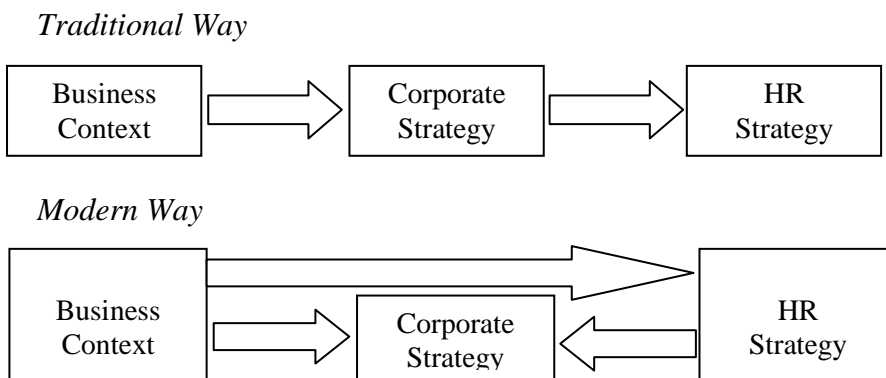 Traditional Way
Business
Context
Corporate
Strategy
HR
Strategy
Modern Way
Business
Context
Corporate
Strategy
HR
Strategy